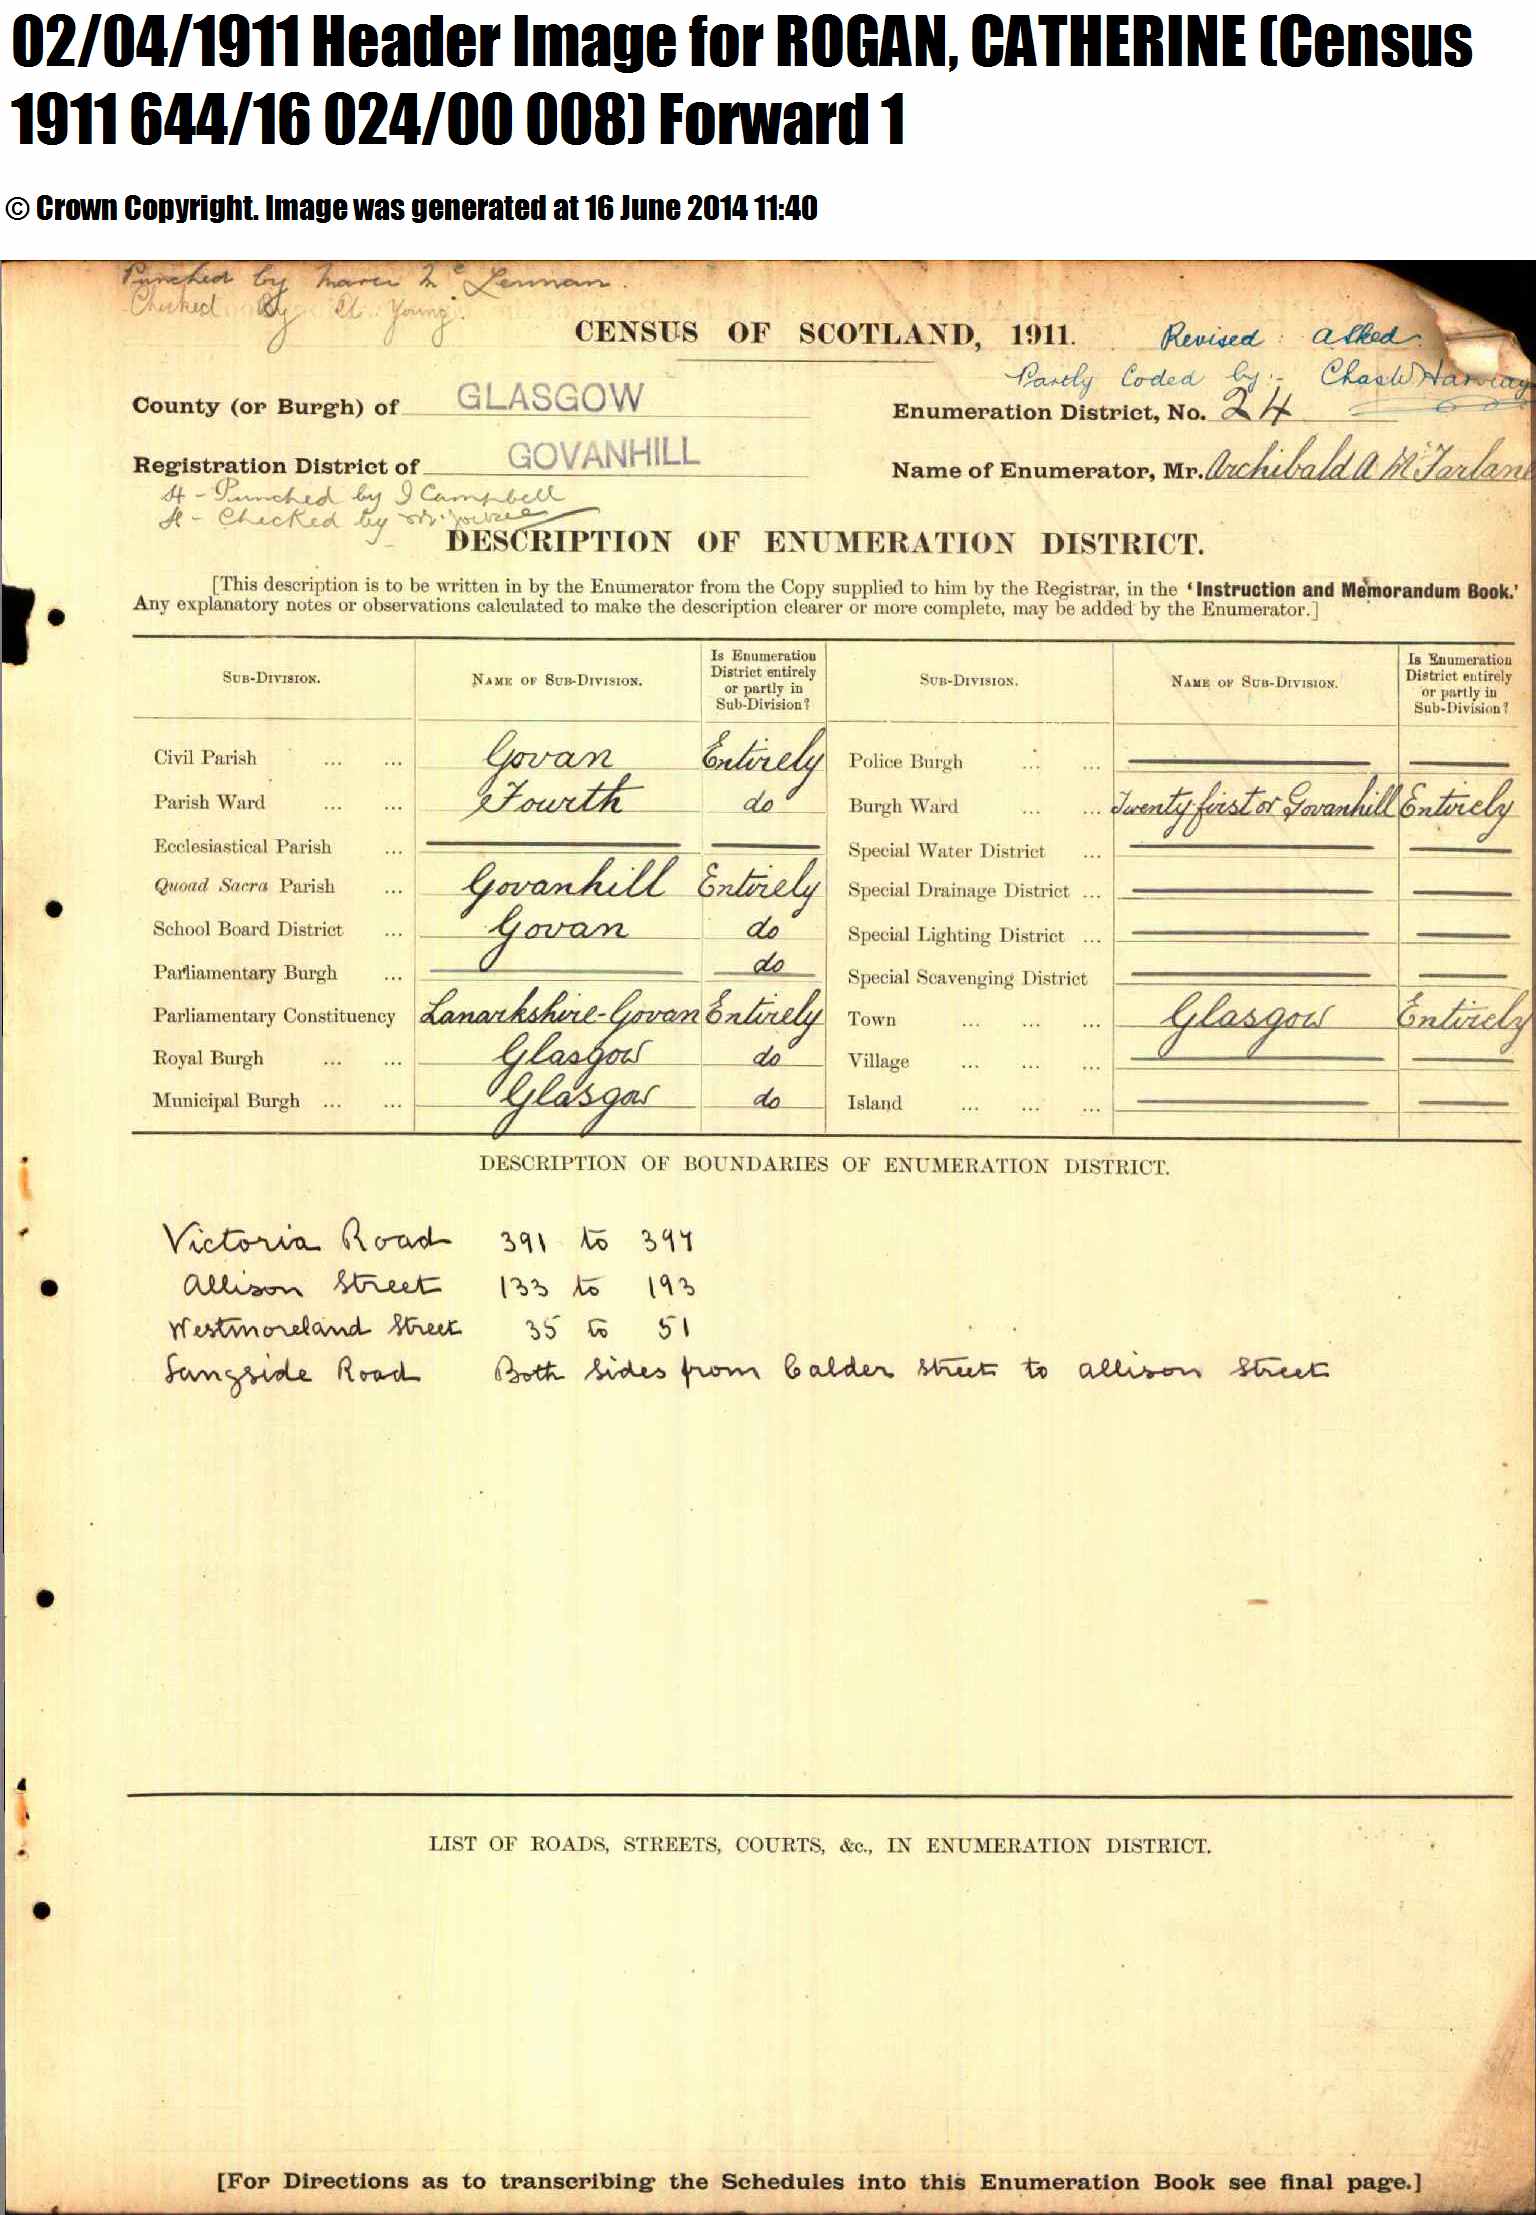 02/04/1911 Header Image for ROGAN, CATHERINE (Census
1911 644/16 024/00 008) Forward 1
© Crown Copyright. Image was generated at 16 June 2014 11:40
Punched by Lennan.
Checked By Young.
CENSUS OF SCOTLAND, 1911.
Revised:
Partly Coded by:- Chas W
County (or Burgh) of GLASGOW
Enumeration District, No. 24
Registration District of GOVANHILL
Name of Enumerator, Mr. Archibald A McFarlane
H - Punched by J Campbell
H - Checked by
DESCRIPTION OF ENUMERATION DISTRICT.
[This description is to be written in by the Enumerator from the Copy supplied to him by the Registrar, in the 'Instruction and Memorandum Book.'
Any explanatory notes or observations calculated to make the description clearer or more complete, may be added by the Enumerator.]
SUB-DIVISION. NAME OF SUB-DIVISION. Is Enumeration District entirely or partly in Sub-Division? SUB-DIVISION. NAME OF SUB-DIVISION. Is Enumeration District entirely or partly in Sub-Division?
Civil Parish ... ... Govan Entirely Police Burgh ... ...
Parish Ward ... ... Fourth do Burgh Ward ... ... Twenty first or Govanhill Entirely
Ecclesiastical Parish ... Special Water District ...
Quoad Sacra Parish ... Govanhill Entirely Special Drainage District ...
School Board District ... Govan do Special Lighting District ...
Parliamentary Burgh ... do Special Scavenging District
Parliamentary Constituency Lanarkshire-Govan Entirely Town ... ... ... Glasgow Entirely
Royal Burgh ... ... Glasgow do Village ... ... ...
Municipal Burgh ... ... Glasgow do Island ... ... ...
DESCRIPTION OF BOUNDARIES OF ENUMERATION DISTRICT.
Victoria Road 391 to 397
Allison Street 133 to 193
Westmoreland Street 35 to 51
Langside Road Both Sides from Calder Street to Allison Street
LIST OF ROADS, STREETS, COURTS, &c., IN ENUMERATION DISTRICT.
[For Directions as to transcribing the Schedules into this Enumeration Book see final page.]